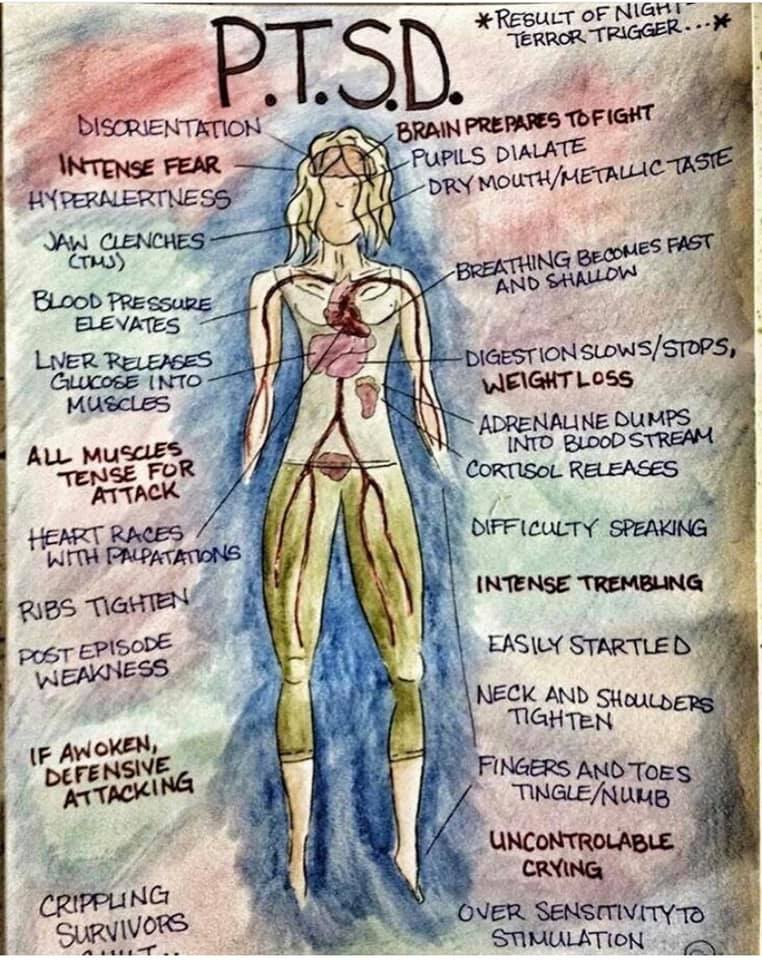 *RESULT OF NIGHT
TERROR TRIGGER...*
P.T.S.D.
DISORIENTATION
INTENSE FEAR
HYPERALERTNESS
JAW CLENCHES
(TMJ)
BLOOD PRESSURE
ELEVATES
LIVER RELEASES
GLUCOSE INTO
MUSCLES
ALL MUSCLES
TENSE FOR
ATTACK
HEART RACES
WITH PALPATATIONS
RIBS TIGHTEN
POST EPISODE
WEAKNESS
IF AWOKEN,
DEFENSIVE
ATTACKING
CRIPPLING
SURVIVORS
BRAIN PREPARES TO FIGHT
PUPILS DIALATE
DRY MOUTH/METALLIC TASTE
BREATHING BECOMES FAST
AND SHALLOW
DIGESTION SLOWS/STOPS,
WEIGHT LOSS
ADRENALINE DUMPS
INTO BLOOD STREAM
CORTISOL RELEASES
DIFFICULTY SPEAKING
INTENSE TREMBLING
EASILY STARTLED
NECK AND SHOULDERS
TIGHTEN
FINGERS AND TOES
TINGLE/NUMB
UNCONTROLABLE
CRYING
OVER SENSITIVITY TO
STIMULATION